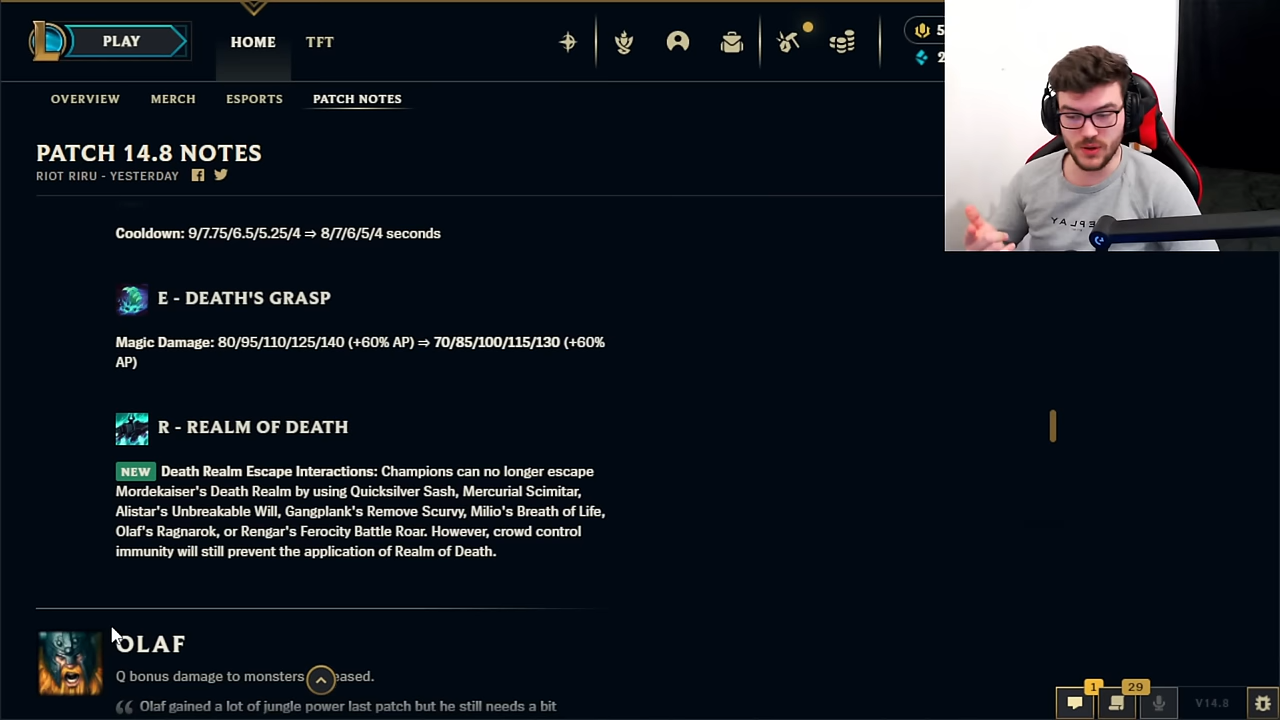 PLAY
HOME
TFT
5
2
OVERVIEW
MERCH
ESPORTS
PATCH NOTES
PATCH 14.8 NOTES
RIOT RIRU - YESTERDAY
Cooldown: 9/7.75/6.5/5.25/4 ⇒ 8/7/6/5/4 seconds
E - DEATH'S GRASP
Magic Damage: 80/95/110/125/140 (+60% AP) ⇒ 70/85/100/115/130 (+60%
AP)
R - REALM OF DEATH
NEW Death Realm Escape Interactions: Champions can no longer escape
Mordekaiser's Death Realm by using Quicksilver Sash, Mercurial Scimitar,
Alistar's Unbreakable Will, Gangplank's Remove Scurvy, Milio's Breath of Life,
Olaf's Ragnarok, or Rengar's Ferocity Battle Roar. However, crowd control
immunity will still prevent the application of Realm of Death.
OLAF
Q bonus damage to monsters eased.
Olaf gained a lot of jungle power last patch but he still needs a bit
1
29
V14.8